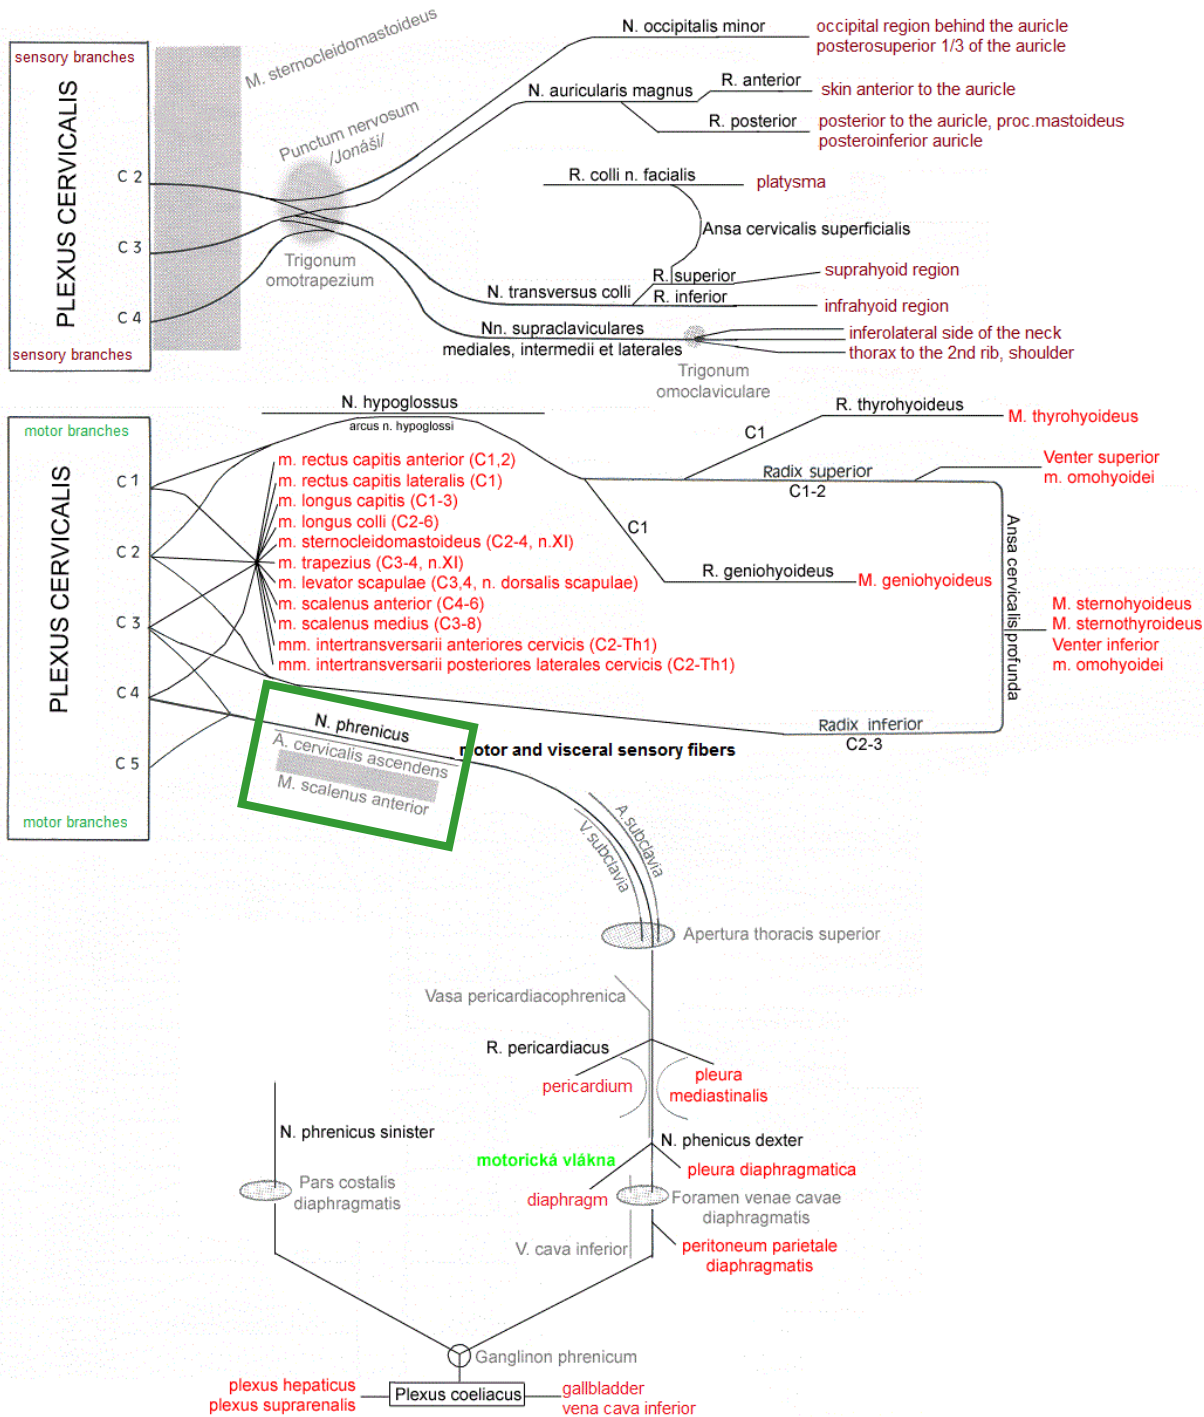 sensory branches
PLEXUS CERVICALIS
C 2
C 3
C 4
sensory branches
M. sternocleidomastoideus
Punctum nervosum
/Jonáši/
Trigonum
omotrapezium
N. occipitalis minor
occipital region behind the auricle
posterosuperior 1/3 of the auricle
N. auricularis magnus
R. anterior
skin anterior to the auricle
R. posterior
posterior to the auricle, proc.mastoideus
posteroinferior auricle
R. colli n. facialis
platysma
Ansa cervicalis superficialis
N. transversus colli
R. superior
suprahyoid region
R. inferior
infrahyoid region
Nn. supraclaviculares
mediales, intermedii et laterales
inferolateral side of the neck
thorax to the 2nd rib, shoulder
Trigonum
omoclaviculare
motor branches
PLEXUS CERVICALIS
C 1
C 2
C 3
C 4
C 5
motor branches
N. hypoglossus
arcus n. hypoglossi
m. rectus capitis anterior (C1,2)
m. rectus capitis lateralis (C1)
m. longus capitis (C1-3)
m. longus colli (C2-6)
m. sternocleidomastoideus (C2-4, n.XI)
m. trapezius (C3-4, n.XI)
m. levator scapulae (C3,4, n. dorsalis scapulae)
m. scalenus anterior (C4-6)
m. scalenus medius (C3-8)
mm. intertransversarii anteriores cervicis (C2-Th1)
mm. intertransversarii posteriores laterales cervicis (C2-Th1)
C1
R. thyrohyoideus
M. thyrohyoideus
Radix superior
C1-2
Venter superior
m. omohyoidei
C1
R. geniohyoideus
M. geniohyoideus
Ansa cervicalis profunda
M. sternohyoideus
M. sternothyroideus
Venter inferior
m. omohyoidei
Radix inferior
C2-3
N. phrenicus
A. cervicalis ascendens
M. scalenus anterior
motor and visceral sensory fibers
A. subclavia
V. subclavia
Apertura thoracis superior
Vasa pericardiacophrenica
R. pericardiacus
pericardium
pleura
mediastinalis
N. phrenicus sinister
N. phenicus dexter
motorická vlákna
pleura diaphragmatica
diaphragm
Pars costalis
diaphragmatis
Foramen venae cavae
diaphragmatis
V. cava inferior
peritoneum parietale
diaphragmatis
Ganglinon phrenicum
plexus hepaticus
plexus suprarenalis
Plexus coeliacus
gallbladder
vena cava inferior